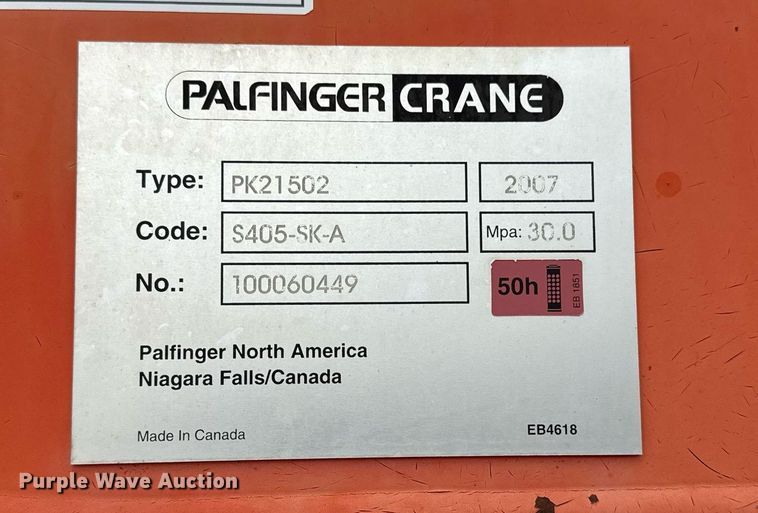 PALFINGER CRANE
Type: PK21502 2007
Code: S405-SK-A Mpa: 30.0
No.: 100060449
50h EB 1851
Palfinger North America
Niagara Falls/Canada
Made In Canada EB4618
Purple Wave Auction